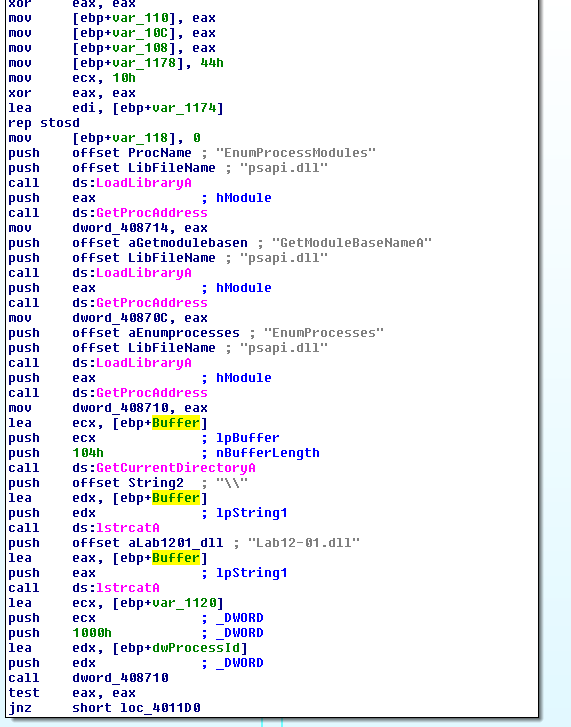 xor eax, eax
mov [ebp+var_110], eax
mov [ebp+var_10C], eax
mov [ebp+var_108], eax
mov [ebp+var_1178], 44h
mov ecx, 10h
xor eax, eax
lea edi, [ebp+var_1174]
rep stosd
mov [ebp+var_118], 0
push offset ProcName ; "EnumProcessModules"
push offset LibFileName ; "psapi.dll"
call ds:LoadLibraryA
push eax ; hModule
call ds:GetProcAddress
mov dword_408714, eax
push offset aGetmodulebasen ; "GetModuleBaseNameA"
push offset LibFileName ; "psapi.dll"
call ds:LoadLibraryA
push eax ; hModule
call ds:GetProcAddress
mov dword_40870C, eax
push offset aEnumprocesses ; "EnumProcesses"
push offset LibFileName ; "psapi.dll"
call ds:LoadLibraryA
push eax ; hModule
call ds:GetProcAddress
mov dword_408710, eax
lea ecx, [ebp+Buffer]
push ecx ; lpBuffer
push 104h ; nBufferLength
call ds:GetCurrentDirectoryA
push offset String2 ; "\\"
lea edx, [ebp+Buffer]
push edx ; lpString1
call ds:lstrcatA
push offset aLab1201_dll ; "Lab12-01.dll"
lea eax, [ebp+Buffer]
push eax ; lpString1
call ds:lstrcatA
lea ecx, [ebp+var_1120]
push ecx ; _DWORD
push 1000h ; _DWORD
lea edx, [ebp+dwProcessId]
push edx ; _DWORD
call dword_408710
test eax, eax
jnz short loc_4011D0